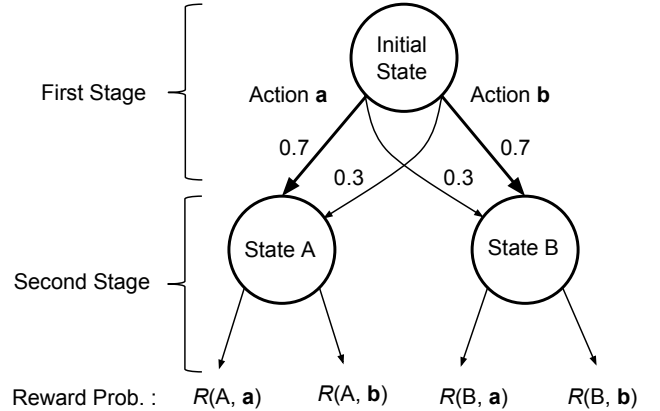 Initial
State
First Stage
Action a
Action b
0.7
0.7
0.3
0.3
State A
State B
Second Stage
Reward Prob. : R(A, a) R(A, b) R(B, a) R(B, b)